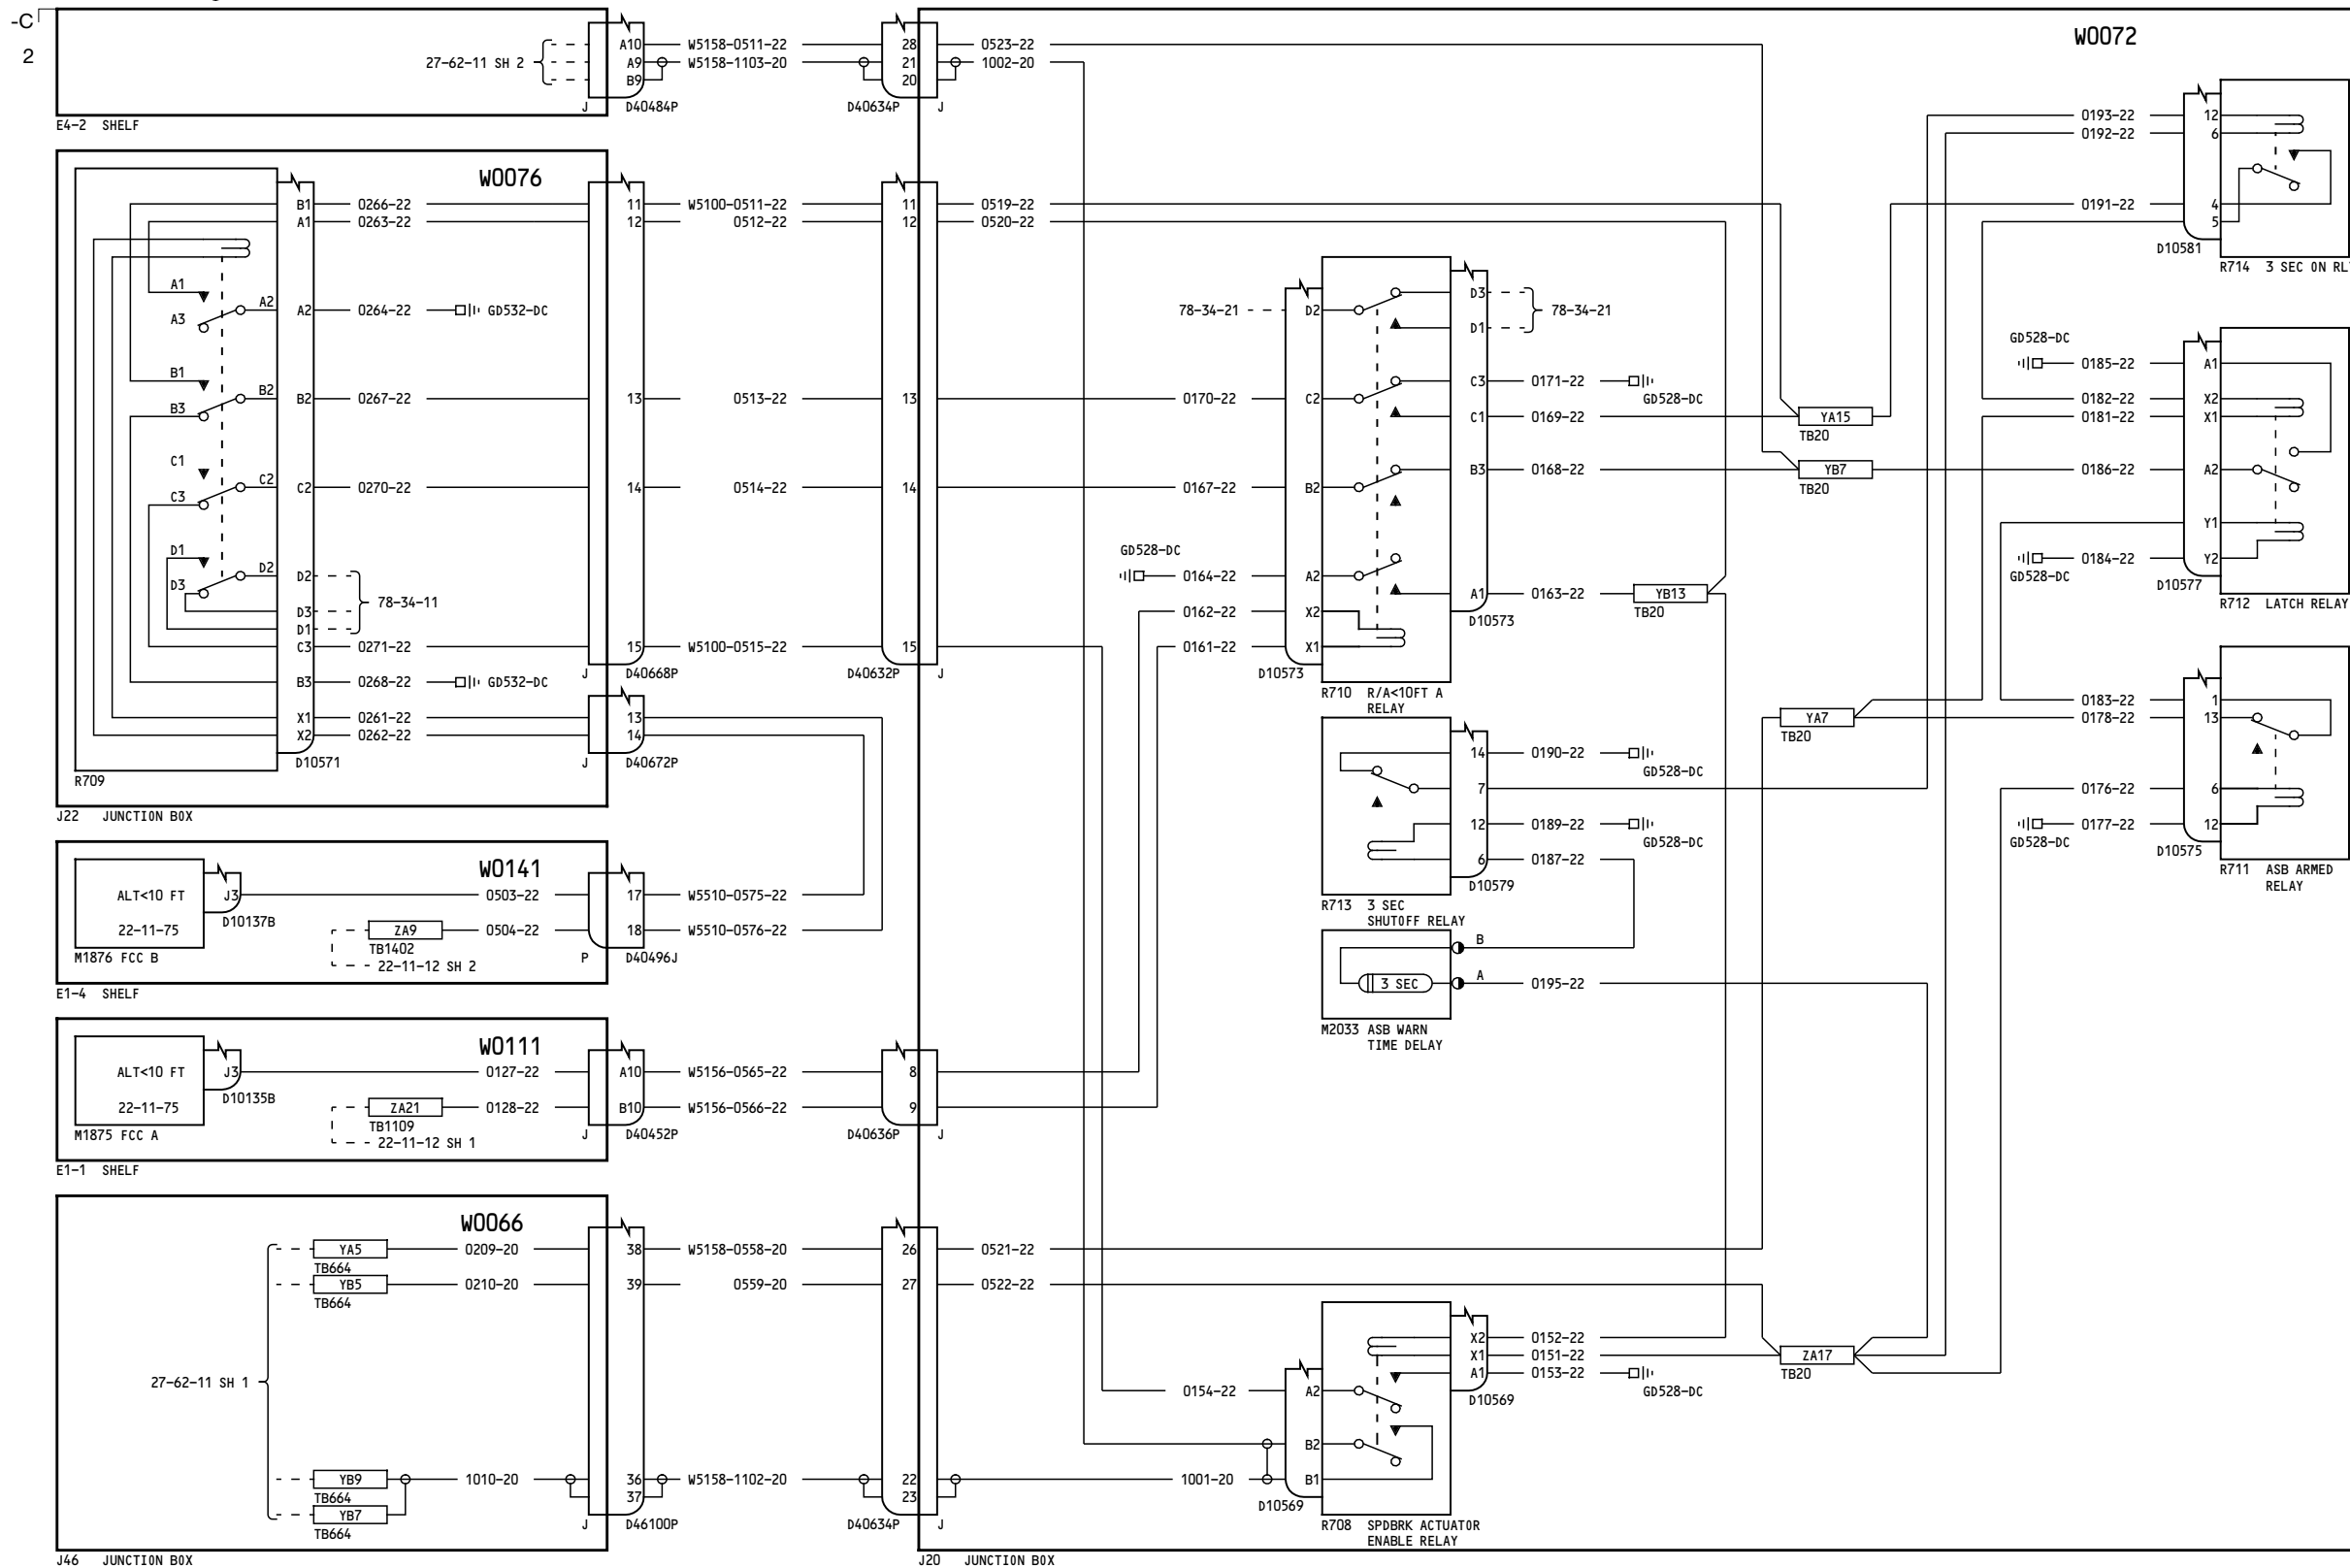 -C
2
W0072
27-62-11 SH 2
A10
A9
B9
W5158-0511-22
W5158-1103-20
28
21
20
0523-22
1002-20
J
D40484P
D40634P
J
E4-2 SHELF
0193-22
0192-22
0191-22
12
6
4
5
D10581
R714 3 SEC ON RL
W0076
B1
A1
0266-22
0263-22
11
12
W5100-0511-22
0512-22
11
12
0519-22
0520-22
A1
A3
A2
A2
0264-22
GD532-DC
B1
B3
B2
B2
0267-22
13
0513-22
13
C1
C3
C2
C2
0270-22
14
0514-22
14
D1
D3
D2
D2
D3
D1
78-34-11
C3
0271-22
15
W5100-0515-22
15
B3
0268-22
GD532-DC
J
D40668P
D40632P
J
X1
X2
0261-22
0262-22
13
14
D10571
J
D40672P
R709
J22 JUNCTION BOX
78-34-21
D2
D3
D1
78-34-21
0170-22
C2
C3
0171-22
GD528-DC
C1
0169-22
0167-22
B2
B3
0168-22
GD528-DC
0164-22
A2
A1
0163-22
0162-22
X2
0161-22
X1
D10573
D10573
R710 R/A<10FT A
RELAY
YA15
TB20
YB7
TB20
YB13
TB20
GD528-DC
0185-22
A1
0182-22
X2
0181-22
X1
0186-22
A2
Y1
0184-22
Y2
GD528-DC
D10577
R712 LATCH RELAY
YA7
TB20
0183-22
1
0178-22
13
0176-22
6
0177-22
12
GD528-DC
D10575
R711 ASB ARMED
RELAY
14
0190-22
GD528-DC
7
12
0189-22
GD528-DC
6
0187-22
D10579
R713 3 SEC
SHUTOFF RELAY
B
A
3 SEC
0195-22
M2033 ASB WARN
TIME DELAY
W0141
ALT<10 FT
22-11-75
J3
D10137B
0503-22
17
W5510-0575-22
ZA9
TB1402
0504-22
18
W5510-0576-22
22-11-12 SH 2
P
D40496J
M1876 FCC B
E1-4 SHELF
W0111
ALT<10 FT
22-11-75
J3
D10135B
0127-22
A10
W5156-0565-22
8
ZA21
TB1109
0128-22
B10
W5156-0566-22
9
22-11-12 SH 1
J
D40452P
D40636P
J
M1875 FCC A
E1-1 SHELF
W0066
YA5
TB664
0209-20
38
W5158-0558-20
26
0521-22
YB5
TB664
0210-20
39
0559-20
27
0522-22
27-62-11 SH 1
YB9
TB664
1010-20
36
37
W5158-1102-20
22
23
1001-20
YB7
TB664
J
D46100P
D40634P
J
J46 JUNCTION BOX
J20 JUNCTION BOX
X2
0152-22
X1
0151-22
A1
0153-22
GD528-DC
0154-22
A2
B2
B1
D10569
D10569
ZA17
TB20
R708 SPDBRK ACTUATOR
ENABLE RELAY